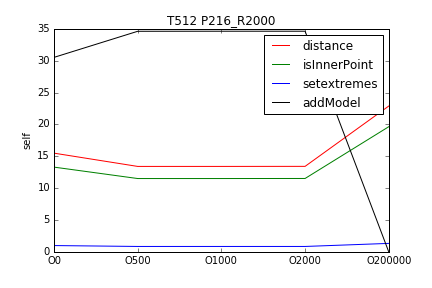 T512 P216_R2000
35
30
25
20
15
10
5
0
self
distance
isInnerPoint
setextremes
addModel
O0 O500 O1000 O2000 O200000